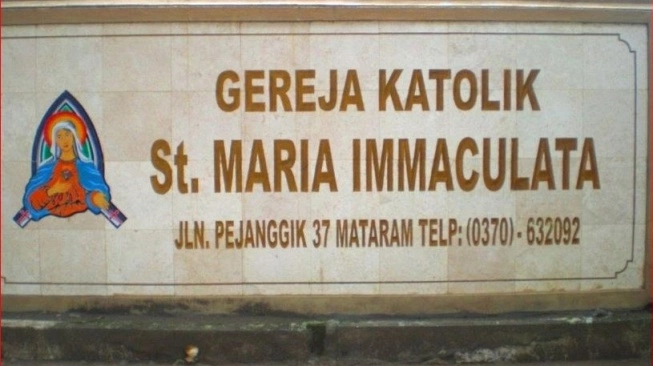 GEREJA KATOLIK
St. MARIA IMMACULATA
JLN. PEJANGGIK 37 MATARAM TELP: (0370) - 632092